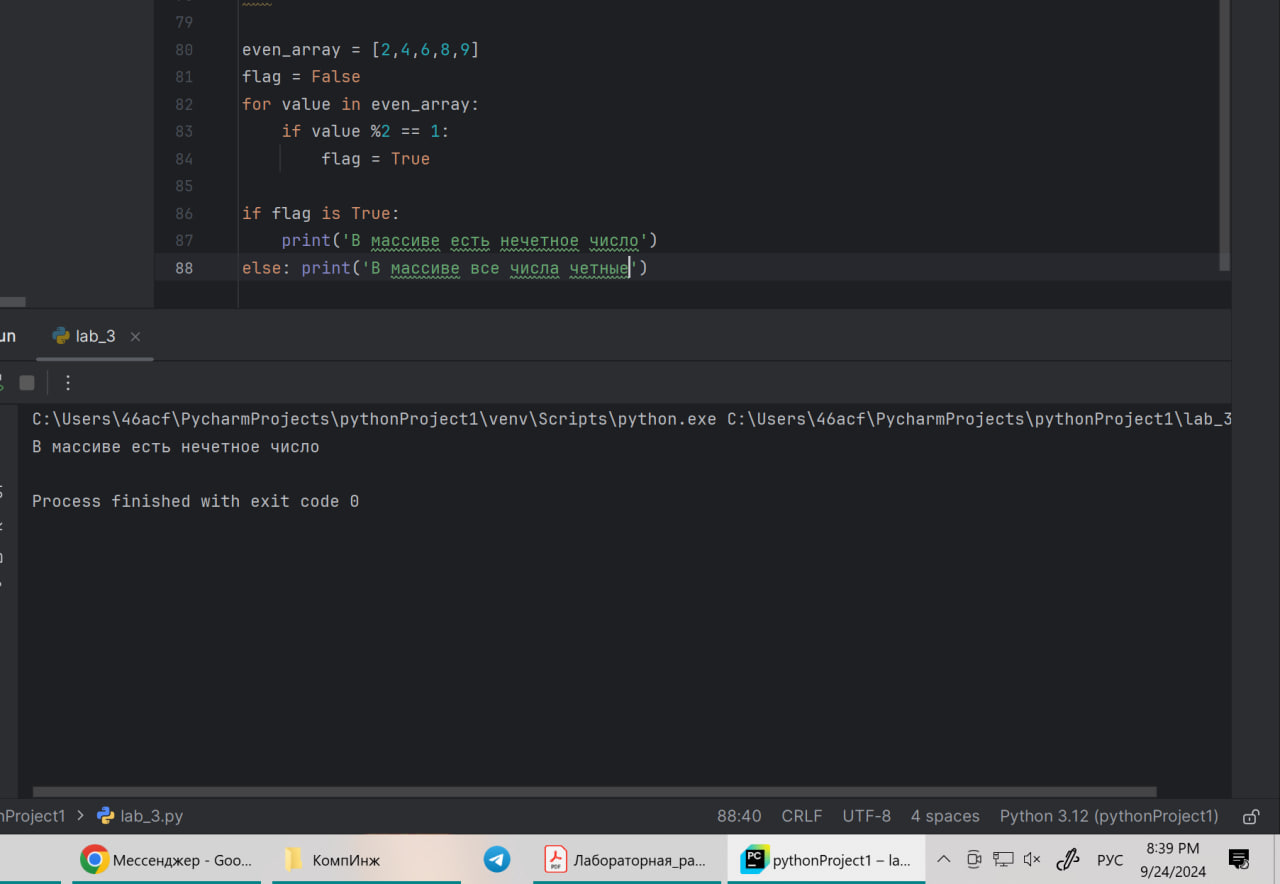 79
80 even_array = [2,4,6,8,9]
81 flag = False
82 for value in even_array:
83 if value %2 == 1:
84 flag = True
85
86 if flag is True:
87 print('В массиве есть нечетное число')
88 else: print('В массиве все числа четные')
un lab_3
C:\Users\46acf\PycharmProjects\pythonProject1\venv\Scripts\python.exe C:\Users\46acf\PycharmProjects\pythonProject1\lab_3
В массиве есть нечетное число
Process finished with exit code 0
nProject1 > lab_3.py 88:40 CRLF UTF-8 4 spaces Python 3.12 (pythonProject1)
Мессенджер - Goo... КомпИнж Лабораторная_ра... pythonProject1 – la... РУС 8:39 PM
9/24/2024